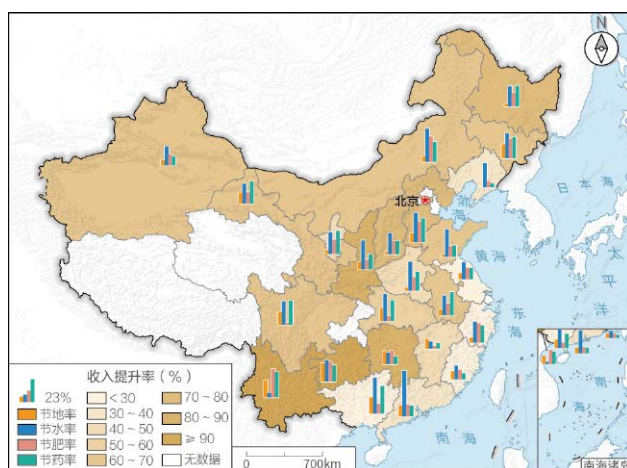 N
北京
渤
海
日本海
黄海
太
平
洋
东
海
南
海
南海诸岛
收入提升率（%）
23%
节地率
节水率
节肥率
节药率
<30
30~40
40~50
50~60
60~70
70~80
80~90
≥90
无数据
0 700km